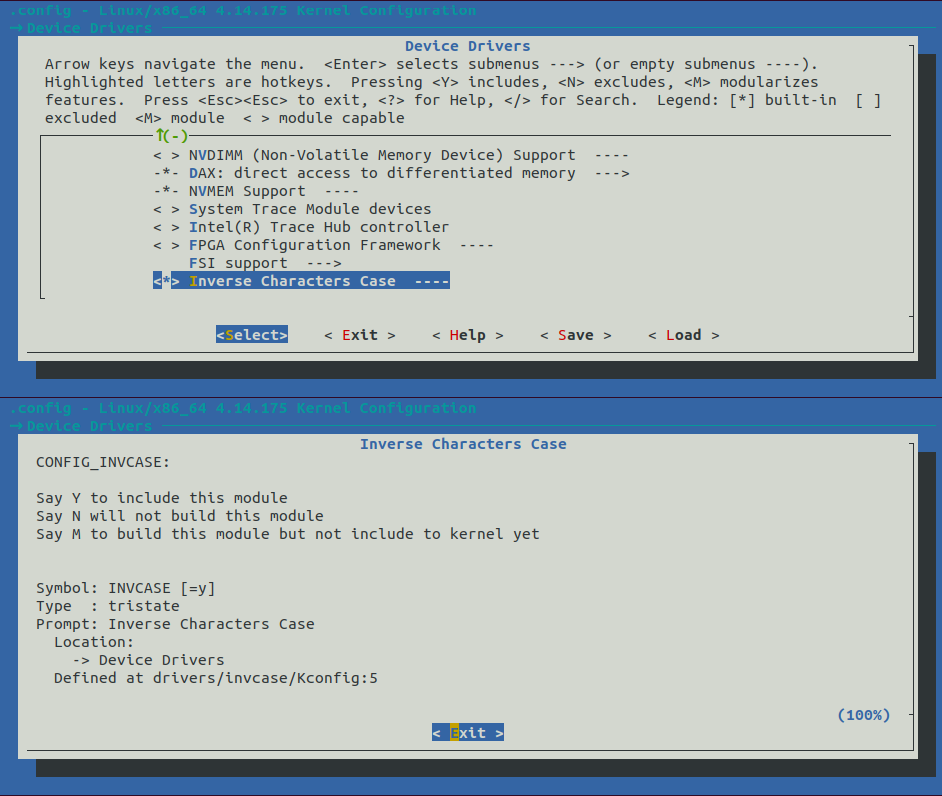 .config - Linux/x86_64 4.14.175 Kernel Configuration
→ Device Drivers
Device Drivers
Arrow keys navigate the menu.  <Enter> selects submenus ---> (or empty submenus ----).
Highlighted letters are hotkeys.  Pressing <Y> includes, <N> excludes, <M> modularizes
features.  Press <Esc><Esc> to exit, <?> for Help, </> for Search.  Legend: [*] built-in  [ ]
excluded  <M> module  < > module capable
↑(-)
< > NVDIMM (Non-Volatile Memory Device) Support  ----
-*- DAX: direct access to differentiated memory  --->
-*- NVMEM Support  ----
< > System Trace Module devices
< > Intel(R) Trace Hub controller
< > FPGA Configuration Framework  ----
FSI support  --->
<*> Inverse Characters Case  ----
<Select>    < Exit >    < Help >    < Save >    < Load >
.config - Linux/x86_64 4.14.175 Kernel Configuration
→ Device Drivers
Inverse Characters Case
CONFIG_INVCASE:
Say Y to include this module
Say N will not build this module
Say M to build this module but not include to kernel yet
Symbol: INVCASE [=y]
Type  : tristate
Prompt: Inverse Characters Case
Location:
-> Device Drivers
Defined at drivers/invcase/Kconfig:5
(100%)
< Exit >